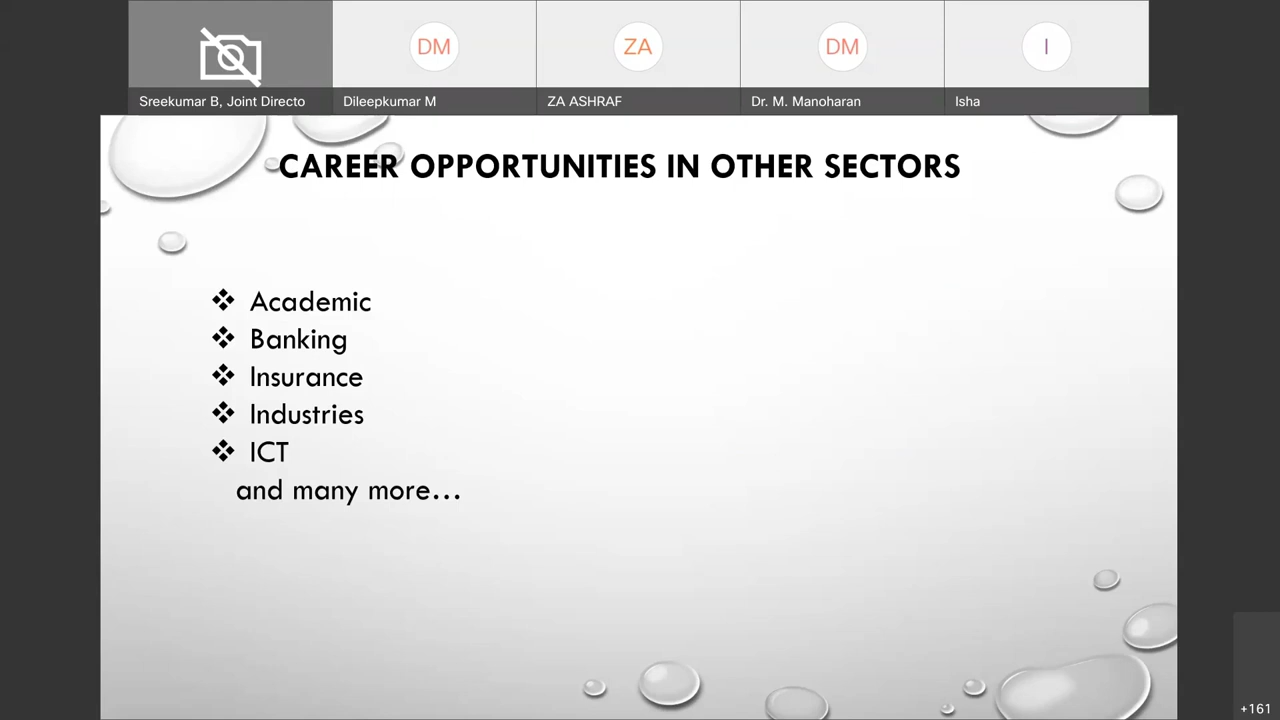 DM
ZA
DM
I
Sreekumar B, Joint Directo
Dileepkumar M
ZA ASHRAF
Dr. M. Manoharan
Isha
CAREER OPPORTUNITIES IN OTHER SECTORS
❖ Academic
❖ Banking
❖ Insurance
❖ Industries
❖ ICT
and many more...
+161